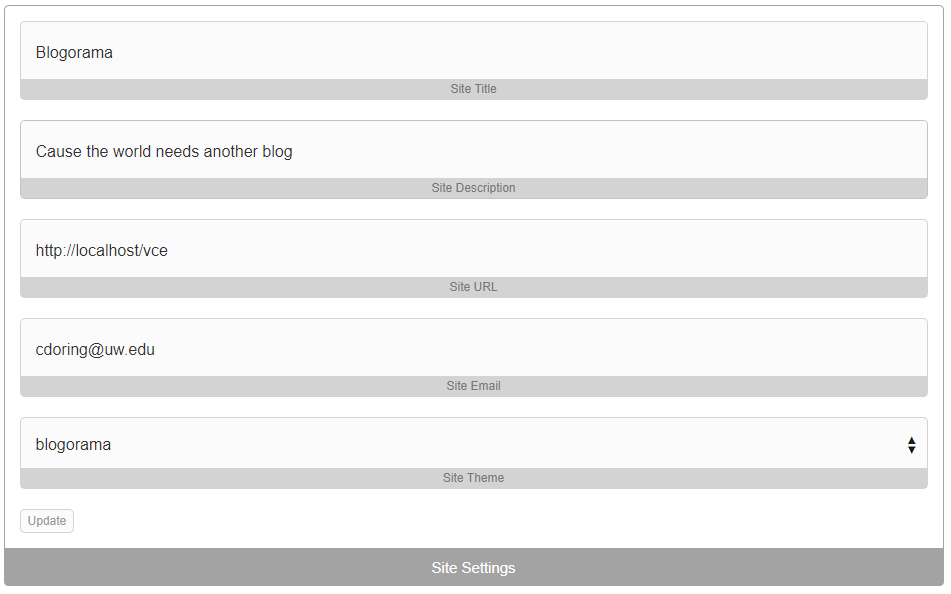 Blogorama
Site Title
Cause the world needs another blog
Site Description
http://localhost/vce
Site URL
cdoring@uw.edu
Site Email
blogorama
Site Theme
Update
Site Settings